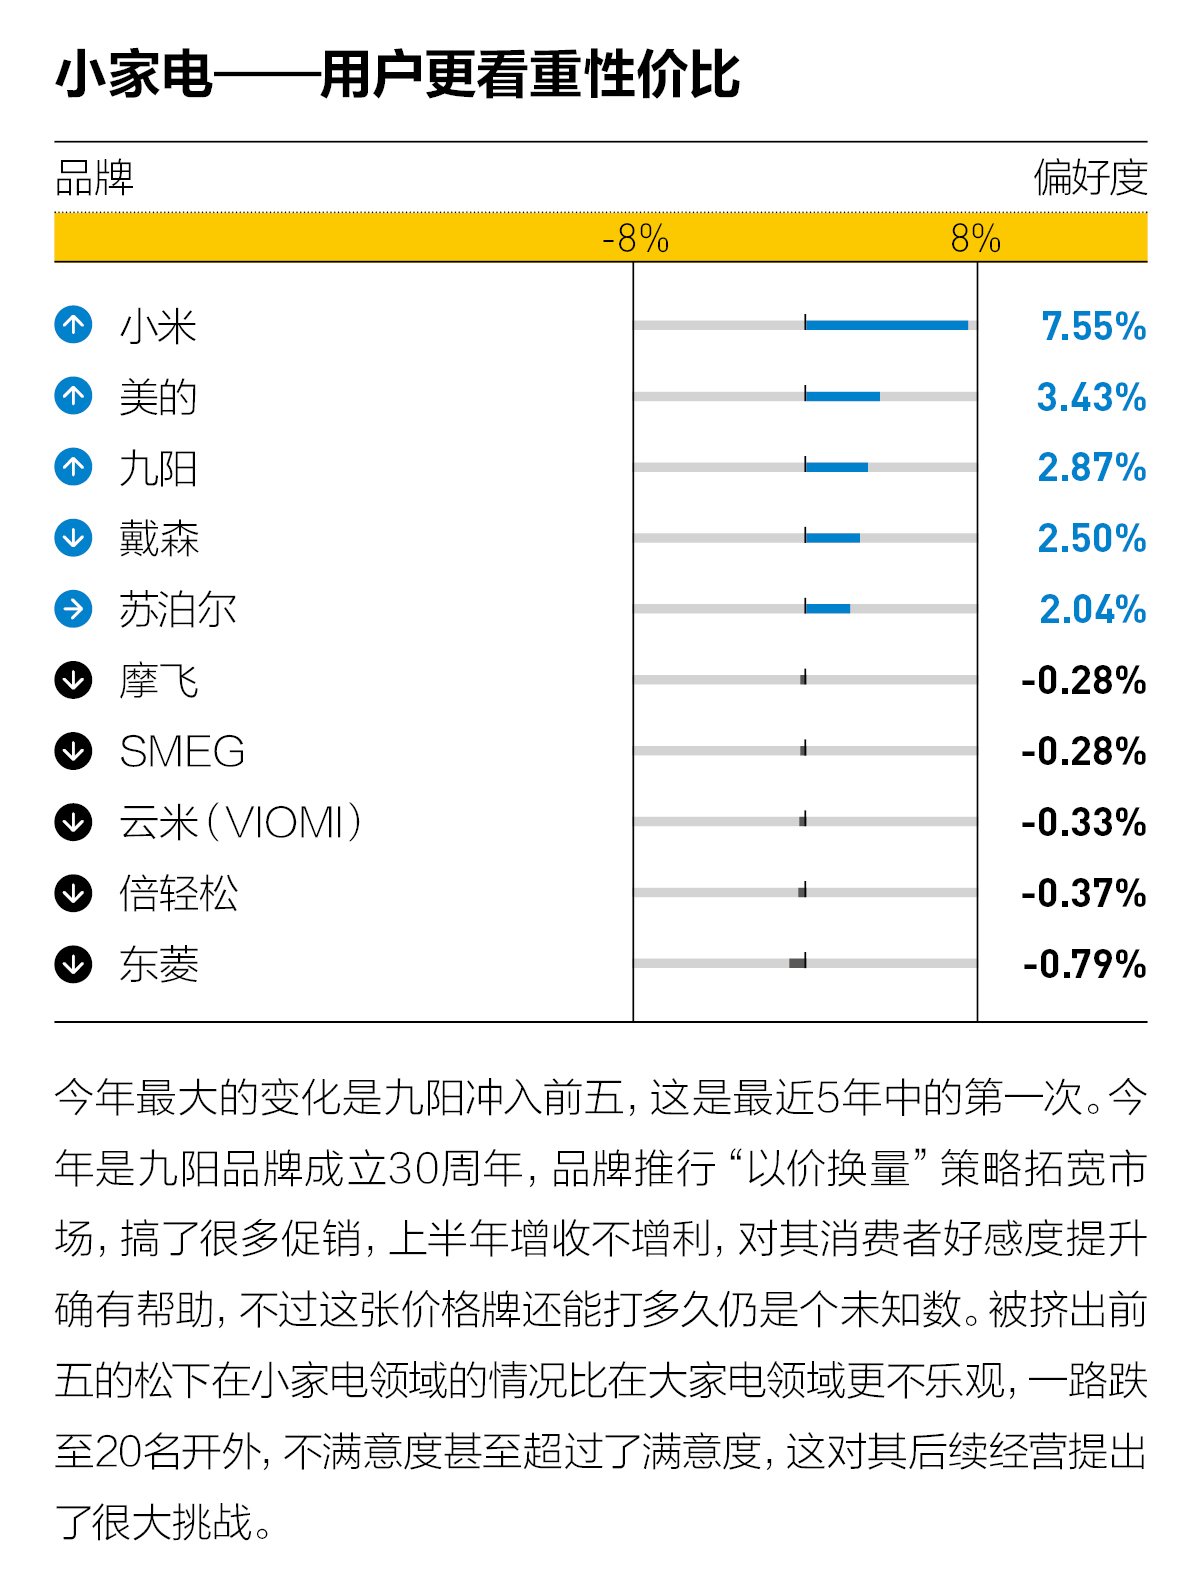 小家电——用户更看重性价比
品牌 偏好度
-8% 8%
小米 7.55%
美的 3.43%
九阳 2.87%
戴森 2.50%
苏泊尔 2.04%
摩飞 -0.28%
SMEG -0.28%
云米（VIOMI） -0.33%
倍轻松 -0.37%
东菱 -0.79%
今年最大的变化是九阳冲入前五，这是最近5年中的第一次。今
年是九阳品牌成立30周年，品牌推行“以价换量”策略拓宽市
场，搞了很多促销，上半年增收不增利，对其消费者好感度提升
确有帮助，不过这张价格牌还能打多久仍是个未知数。被挤出前
五的松下在小家电领域的情况比在大家电领域更不乐观，一路跌
至20名开外，不满意度甚至超过了满意度，这对其后续经营提出
了很大挑战。